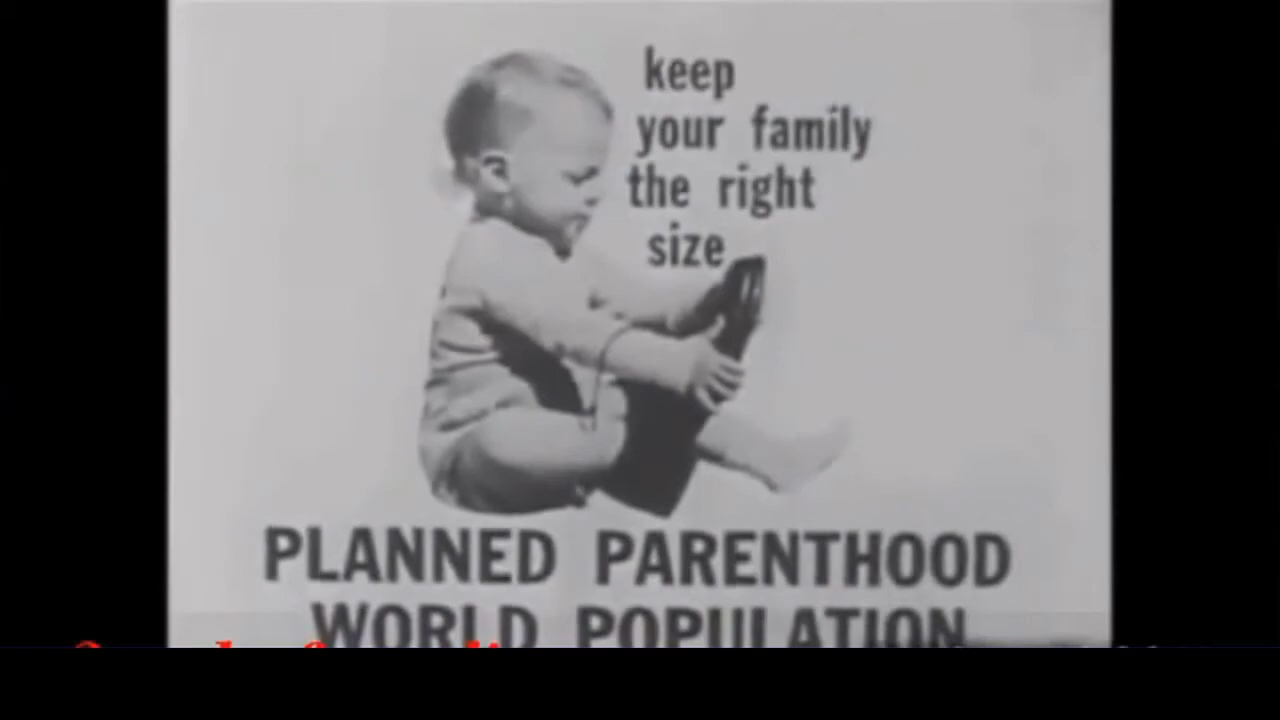 keep
your family
the right
size
PLANNED PARENTHOOD
WORLD POPULATION